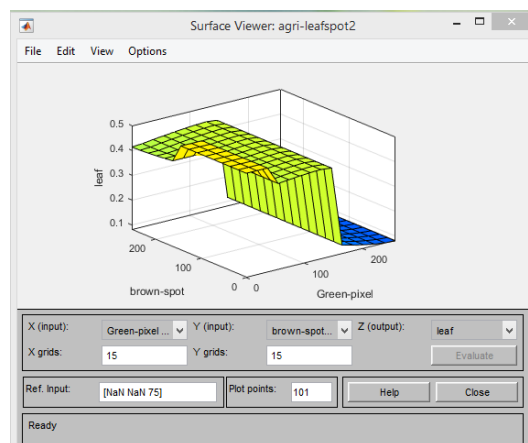 Surface Viewer: agri-leafspot2
File Edit View Options
0.5
0.4
0.3
0.2
0.1
leaf
200
100
0
brown-spot
0
100
200
Green-pixel
X (input): Green-pixel ... Y (input): brown-spot... Z (output): leaf
X grids: 15 Y grids: 15 Evaluate
Ref. Input: [NaN NaN 75] Plot points: 101 Help Close
Ready